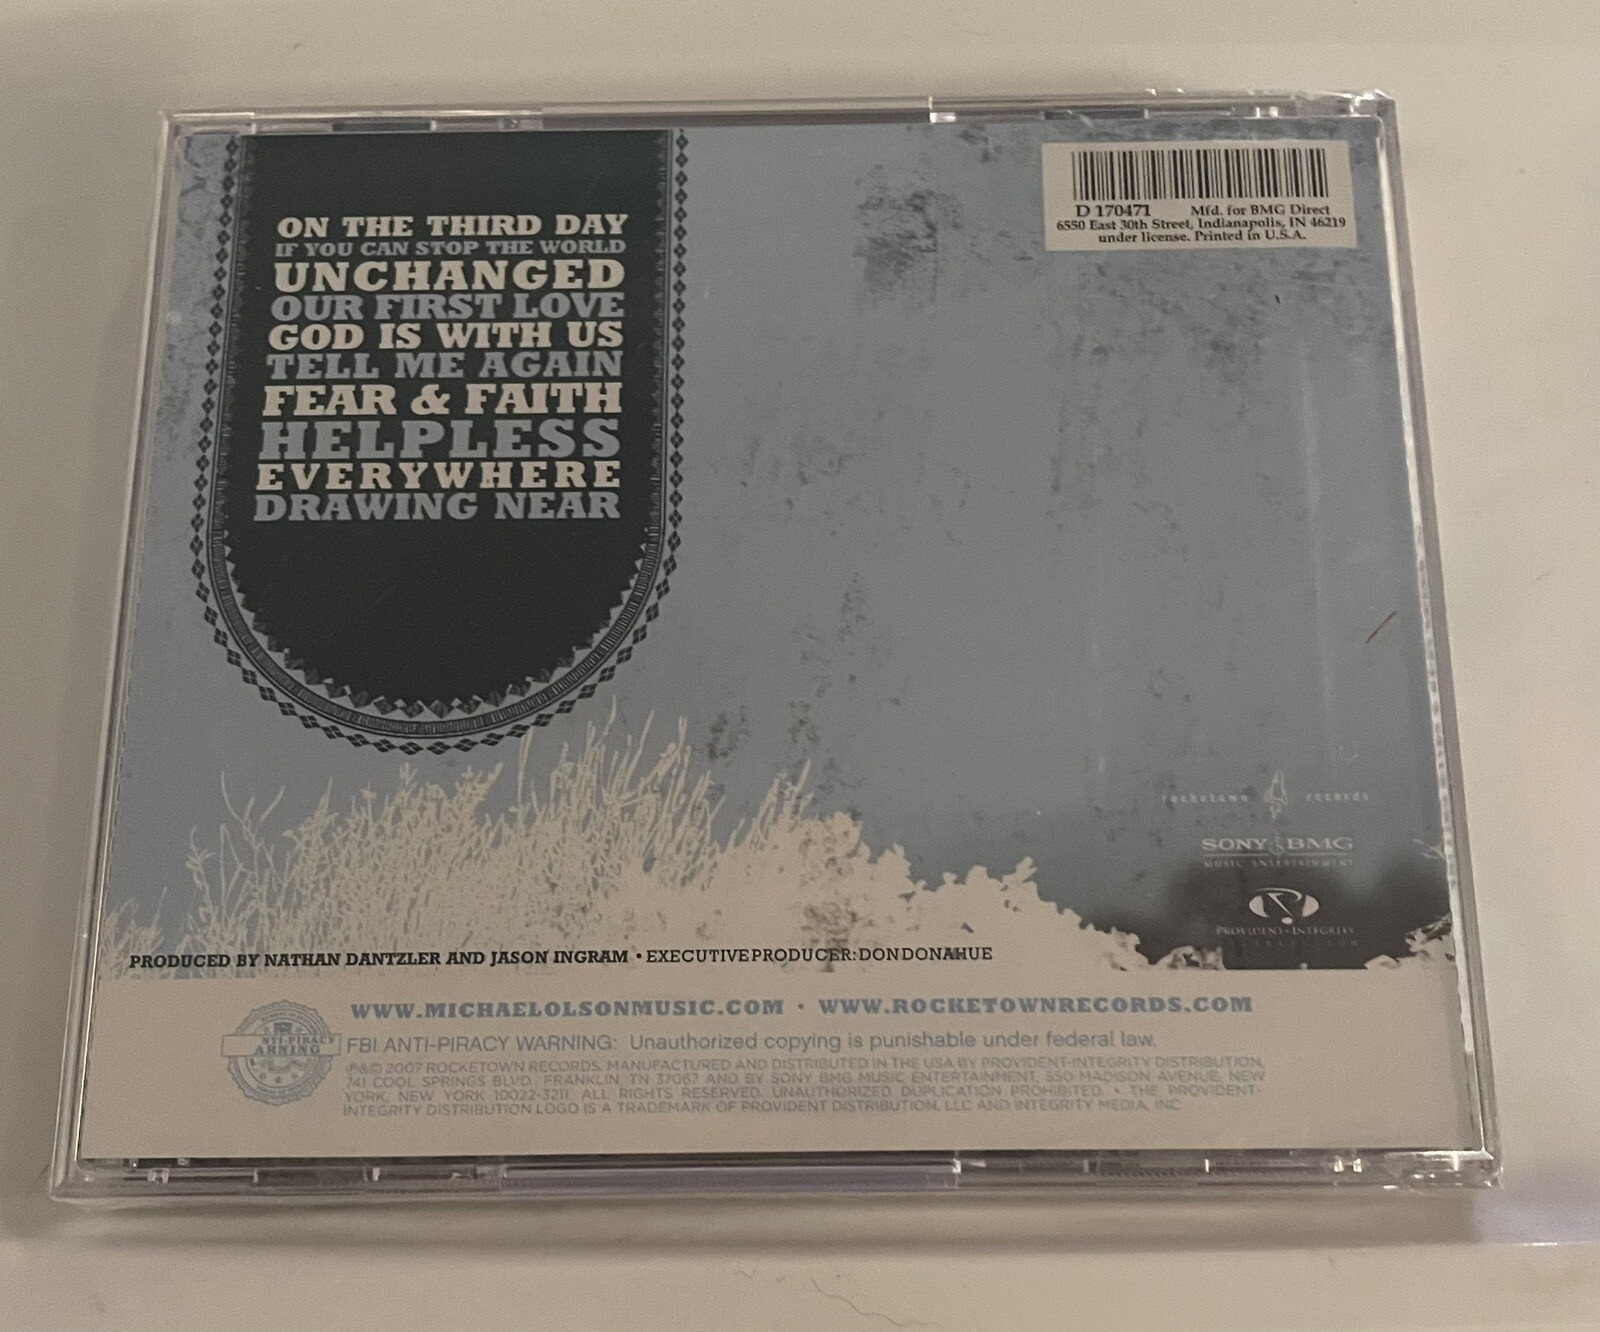 ON THE THIRD DAY
IF YOU CAN STOP THE WORLD
UNCHANGED
OUR FIRST LOVE
GOD IS WITH US
TELL ME AGAIN
FEAR & FAITH
HELPLESS
EVERYWHERE
DRAWING NEAR
D 170471 Mfd. for BMG Direct
6550 East 30th Street, Indianapolis, IN 46219
under license. Printed in U.S.A.
rocketown records
SONY BMG
MUSIC ENTERTAINMENT
PROVIDENT-INTEGRITY
PRODUCED BY NATHAN DANTZLER AND JASON INGRAM • EXECUTIVE PRODUCER: DON DONAHUE
WWW.MICHAELOLSONMUSIC.COM • WWW.ROCKETOWNRECORDS.COM
FBI ANTI-PIRACY WARNING: Unauthorized copying is punishable under federal law.
℗&© 2007 ROCKETOWN RECORDS. MANUFACTURED AND DISTRIBUTED IN THE USA BY PROVIDENT-INTEGRITY DISTRIBUTION,
741 COOL SPRINGS BLVD., FRANKLIN, TN 37067 AND BY SONY BMG MUSIC ENTERTAINMENT, 550 MADISON AVENUE, NEW
YORK, NEW YORK 10022-3211. ALL RIGHTS RESERVED. UNAUTHORIZED DUPLICATION PROHIBITED. • THE PROVIDENT-
INTEGRITY DISTRIBUTION LOGO IS A TRADEMARK OF PROVIDENT DISTRIBUTION, LLC AND INTEGRITY MEDIA, INC.